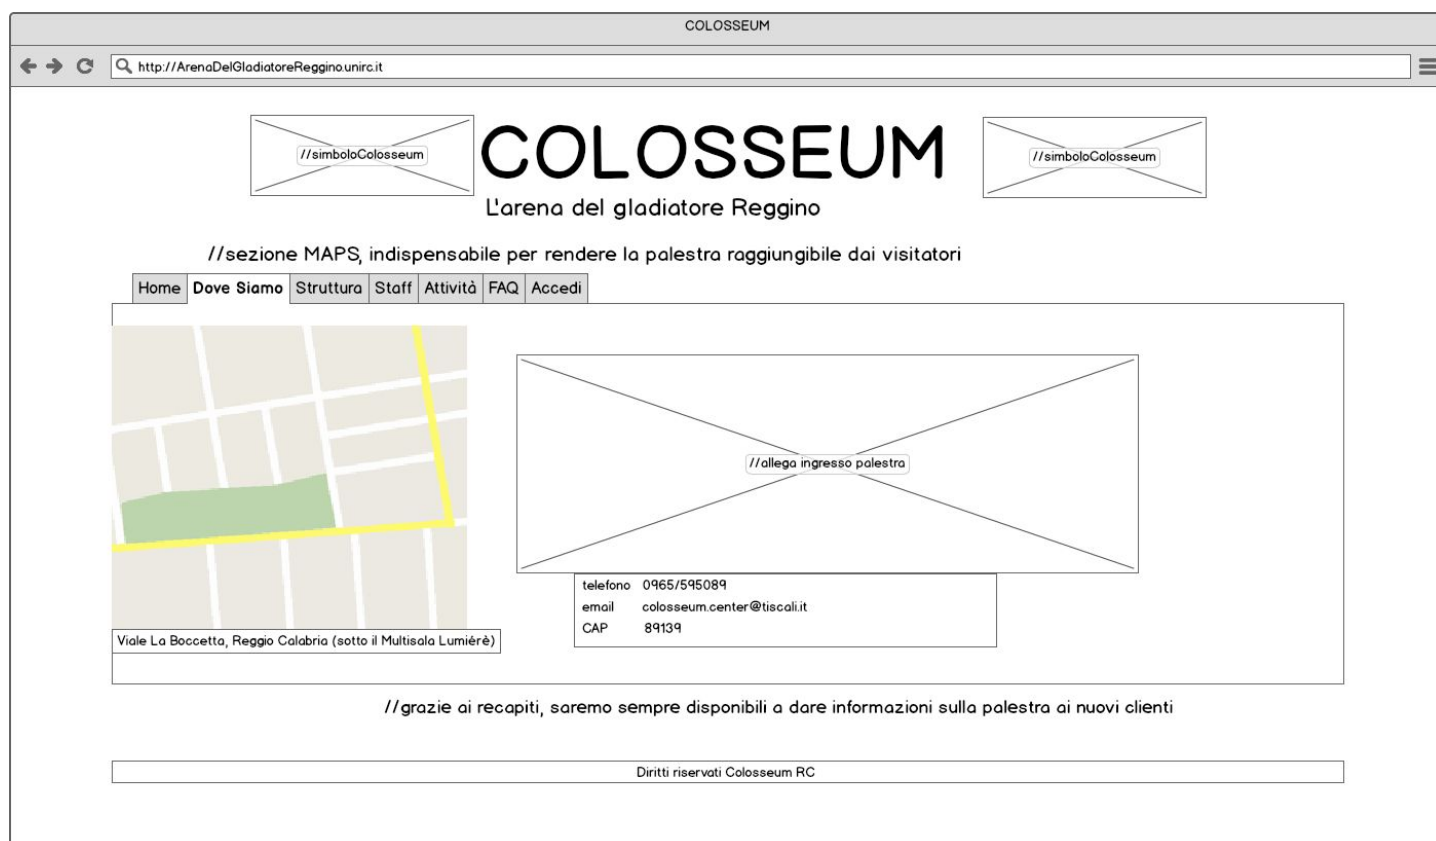 COLOSSEUM
http://ArenaDelGladiatoreReggino.unirc.it
//simboloColosseum
COLOSSEUM
//simboloColosseum
L'arena del gladiatore Reggino
//sezione MAPS, indispensabile per rendere la palestra raggiungibile dai visitatori
Home Dove Siamo Struttura Staff Attività FAQ Accedi
//allega ingresso palestra
telefono 0965/595089
email colosseum.center@tiscali.it
CAP 89139
Viale La Boccetta, Reggio Calabria (sotto il Multisala Lumiérè)
//grazie ai recapiti, saremo sempre disponibili a dare informazioni sulla palestra ai nuovi clienti
Diritti riservati Colosseum RC